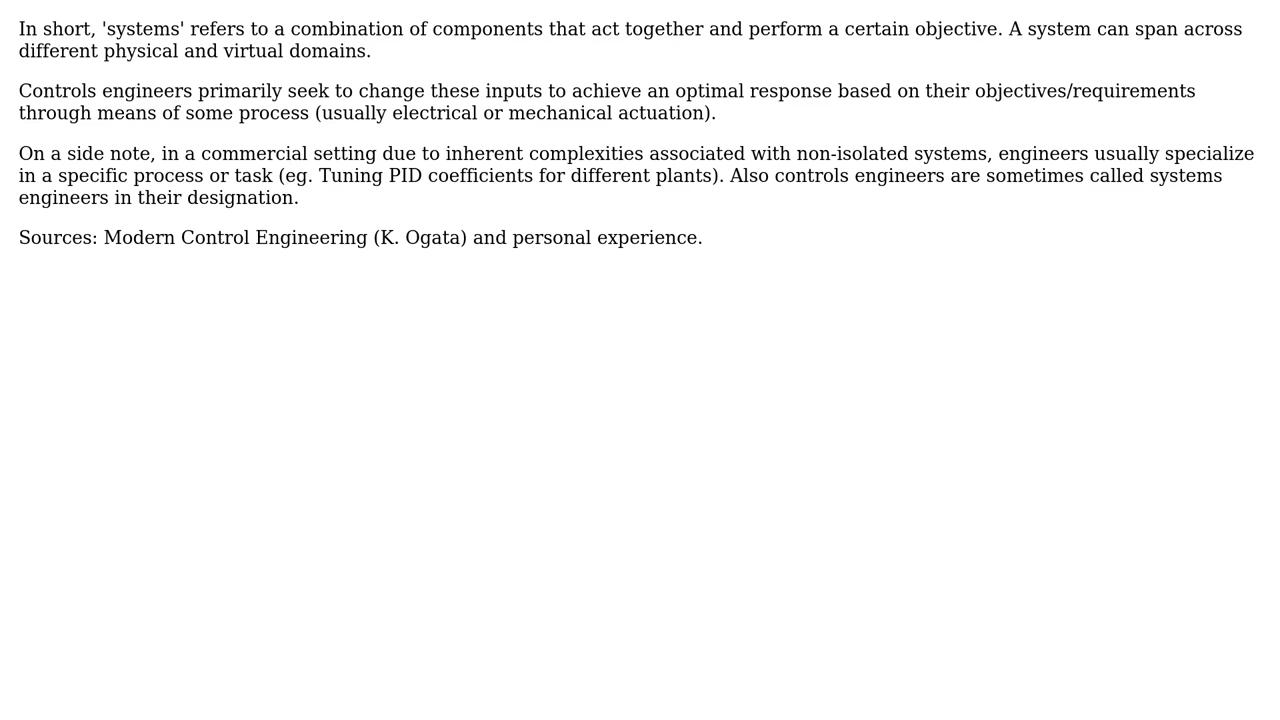 In short, 'systems' refers to a combination of components that act together and perform a certain objective. A system can span across
different physical and virtual domains.
Controls engineers primarily seek to change these inputs to achieve an optimal response based on their objectives/requirements
through means of some process (usually electrical or mechanical actuation).
On a side note, in a commercial setting due to inherent complexities associated with non-isolated systems, engineers usually specialize
in a specific process or task (eg. Tuning PID coefficients for different plants). Also controls engineers are sometimes called systems
engineers in their designation.
Sources: Modern Control Engineering (K. Ogata) and personal experience.